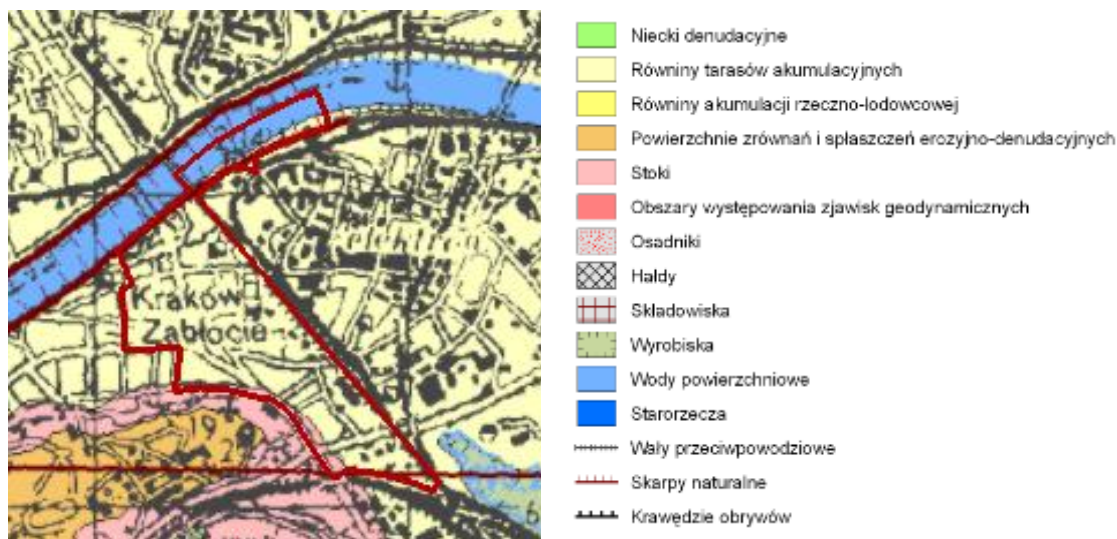 Kraków
Zabłocie
Niecki denudacyjne
Równiny tarasów akumulacyjnych
Równiny akumulacji rzeczno-lodowcowej
Powierzchnie zrównań i spłaszczeń erozyjno-denudacyjnych
Stoki
Obszary występowania zjawisk geodynamicznych
Osadniki
Hałdy
Składowiska
Wyrobiska
Wody powierzchniowe
Starorzecza
Wały przeciwpowodziowe
Skarpy naturalne
Krawędzie obrywów